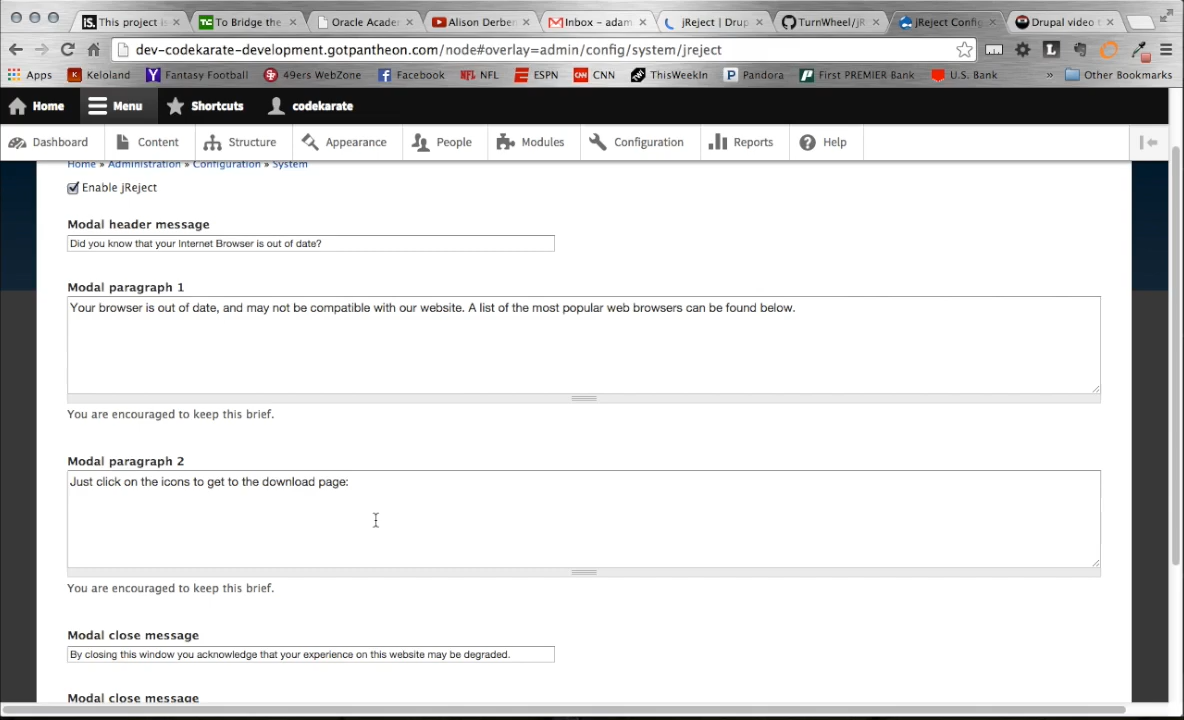 This project is
To Bridge the
Oracle Acader
Alison Derber
Inbox – adam
jReject | Drup
TurnWheel/jR
jReject Config
Drupal video t
dev-codekarate-development.gotpantheon.com/node#overlay=admin/config/system/jreject
Apps Keloland Fantasy Football 49ers WebZone Facebook NFL ESPN CNN ThisWeekIn Pandora First PREMIER Bank U.S. Bank » Other Bookmarks
Home Menu Shortcuts codekarate
Dashboard Content Structure Appearance People Modules Configuration Reports Help
Home » Administration » Configuration » System
Enable jReject
Modal header message
Did you know that your Internet Browser is out of date?
Modal paragraph 1
Your browser is out of date, and may not be compatible with our website. A list of the most popular web browsers can be found below.
You are encouraged to keep this brief.
Modal paragraph 2
Just click on the icons to get to the download page:
You are encouraged to keep this brief.
Modal close message
By closing this window you acknowledge that your experience on this website may be degraded.
Modal close message